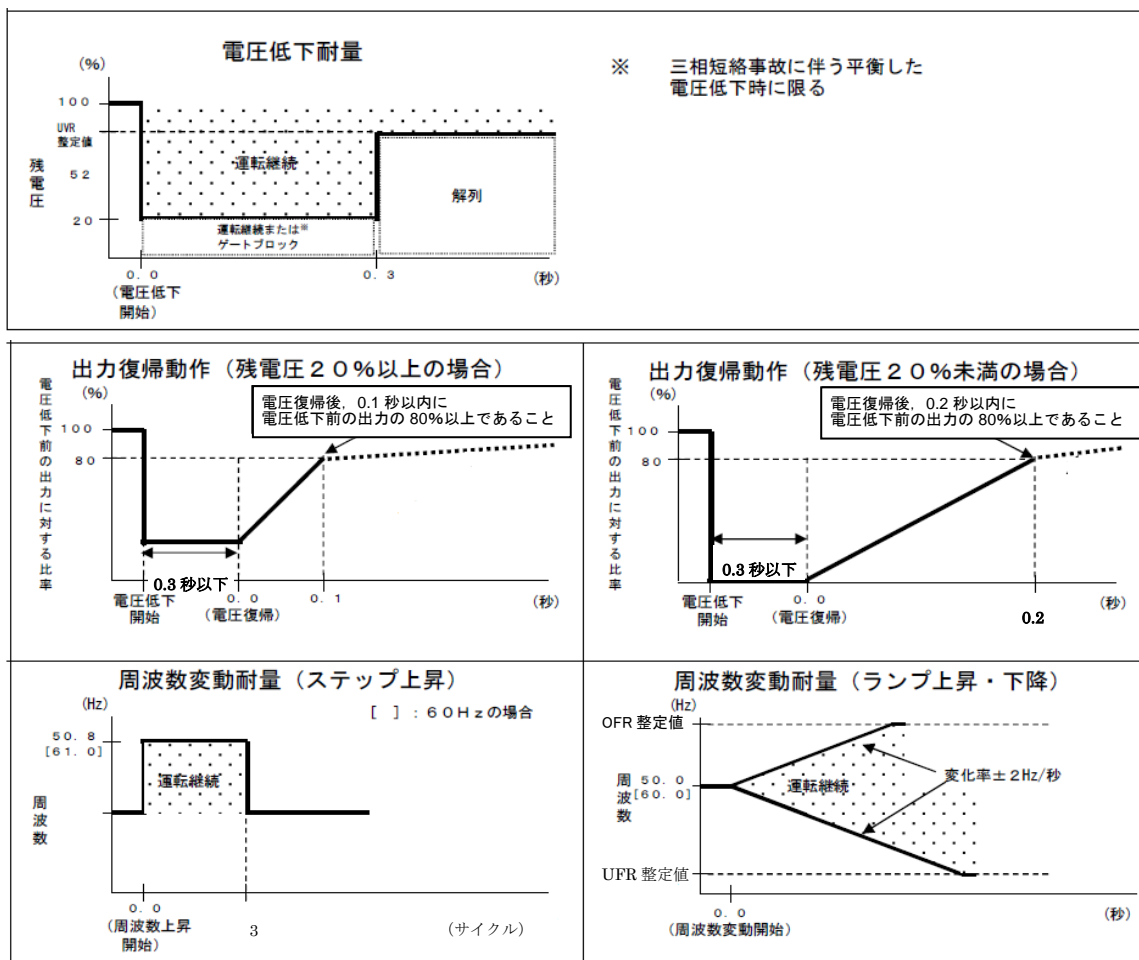 電圧低下耐量
(%)
100
UVR
整定値
残電圧
52
20
運転継続
解列
運転継続または※
ゲートブロック
0.0
(電圧低下
開始)
0.3
(秒)
※ 三相短絡事故に伴う平衡した
電圧低下時に限る
出力復帰動作(残電圧20%以上の場合)
電圧低下前の出力に対する比率
(%)
電圧復帰後,0.1 秒以内に
電圧低下前の出力の 80%以上であること
100
80
0.3 秒以下
電圧低下
開始
0.0
(電圧復帰)
0.1
(秒)
出力復帰動作(残電圧20%未満の場合)
電圧低下前の出力に対する比率
(%)
電圧復帰後,0.2 秒以内に
電圧低下前の出力の 80%以上であること
100
80
0.3 秒以下
電圧低下
開始
0.0
(電圧復帰)
0.2
(秒)
周波数変動耐量(ステップ上昇)
(Hz)
[ ]:60Hzの場合
50.8
[61.0]
運転継続
周波数
0.0
(周波数上昇
開始)
3
(サイクル)
周波数変動耐量(ランプ上昇・下降)
(Hz)
OFR 整定値
周波数
50.0
[60.0]
運転継続
変化率±2Hz/秒
UFR 整定値
0.0
(周波数変動開始)
(秒)